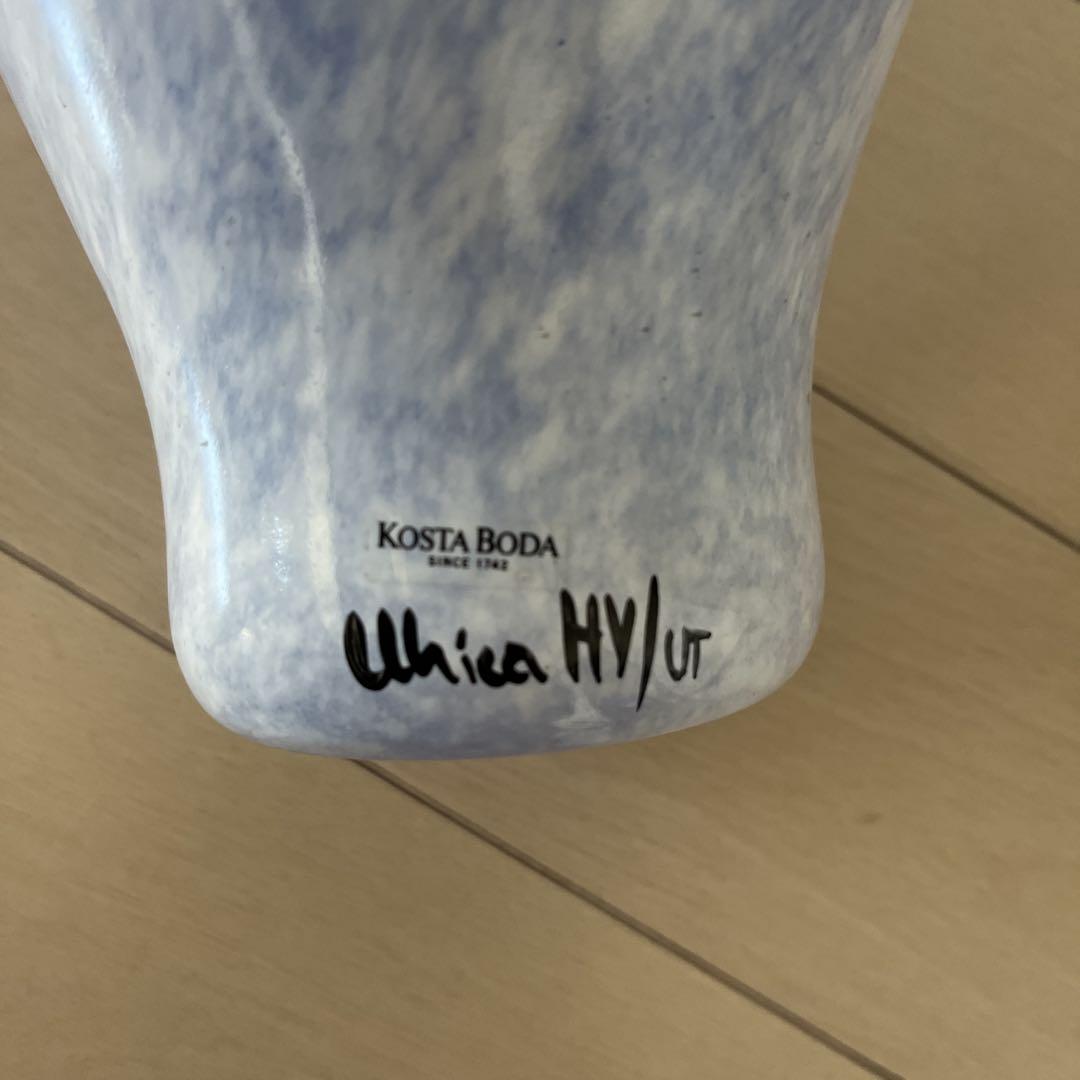 KOSTA BODA
SINCE 1742
Ulrica HV/UT